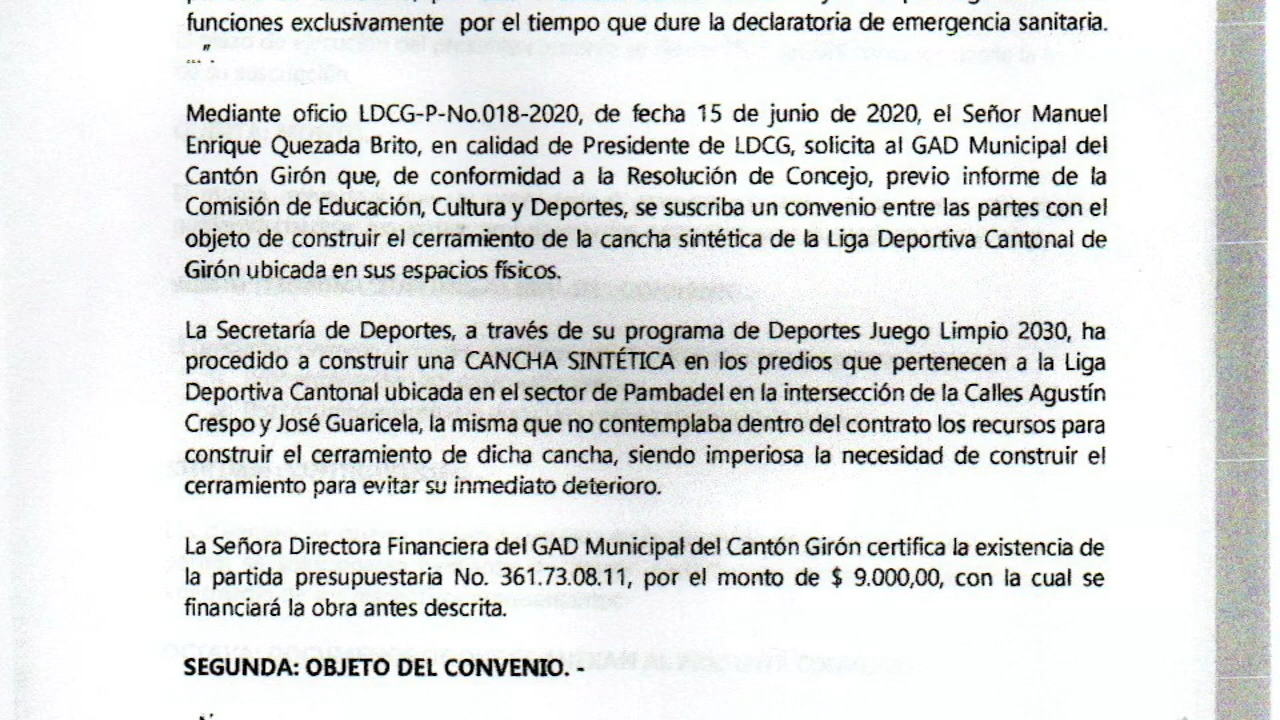 funciones exclusivamente por el tiempo que dure la declaratoria de emergencia sanitaria.
...".
Mediante oficio LDCG-P-No.018-2020, de fecha 15 de junio de 2020, el Señor Manuel
Enrique Quezada Brito, en calidad de Presidente de LDCG, solicita al GAD Municipal del
Cantón Girón que, de conformidad a la Resolución de Concejo, previo informe de la
Comisión de Educación, Cultura y Deportes, se suscriba un convenio entre las partes con el
objeto de construir el cerramiento de la cancha sintética de la Liga Deportiva Cantonal de
Girón ubicada en sus espacios físicos.
La Secretaría de Deportes, a través de su programa de Deportes Juego Limpio 2030, ha
procedido a construir una CANCHA SINTÉTICA en los predios que pertenecen a la Liga
Deportiva Cantonal ubicada en el sector de Pambadel en la intersección de la Calles Agustín
Crespo y José Guaricela, la misma que no contemplaba dentro del contrato los recursos para
construir el cerramiento de dicha cancha, siendo imperiosa la necesidad de construir el
cerramiento para evitar su inmediato deterioro.
La Señora Directora Financiera del GAD Municipal del Cantón Girón certifica la existencia de
la partida presupuestaria No. 361.73.08.11, por el monto de $ 9.000,00, con la cual se
financiará la obra antes descrita.
SEGUNDA: OBJETO DEL CONVENIO. -